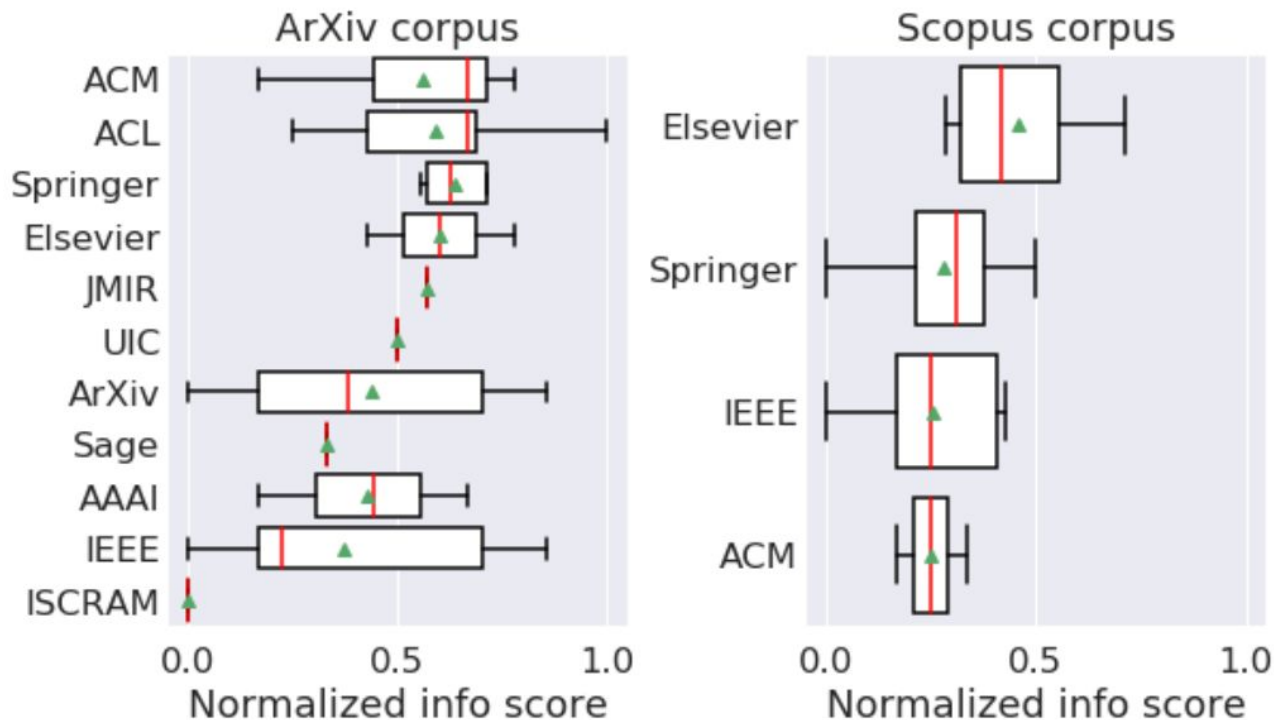 ArXiv corpus
ACM
ACL
Springer
Elsevier
JMIR
UIC
ArXiv
Sage
AAAI
IEEE
ISCRAM
0.0 0.5 1.0
Normalized info score
Scopus corpus
Elsevier
Springer
IEEE
ACM
0.0 0.5 1.0
Normalized info score